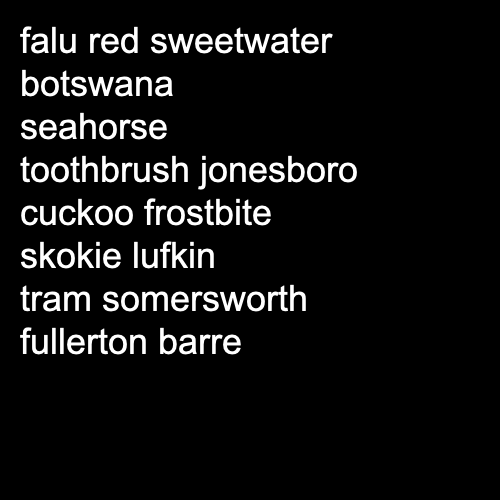 falu red sweetwater
botswana
seahorse
toothbrush jonesboro
cuckoo frostbite
skokie lufkin
tram somersworth
fullerton barre